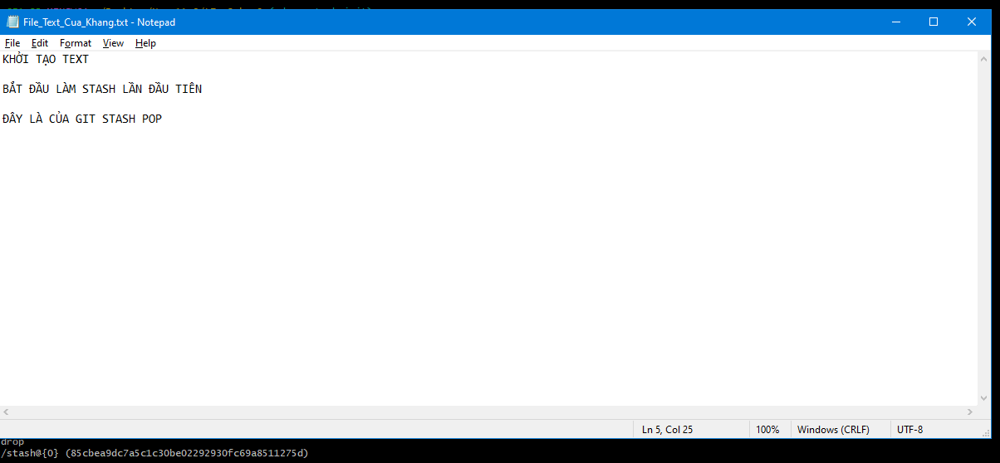 File_Text_Cua_Khang.txt - Notepad
File Edit Format View Help
KHỞI TẠO TEXT
BẮT ĐẦU LÀM STASH LẦN ĐẦU TIÊN
ĐÂY LÀ CỦA GIT STASH POP
Ln 5, Col 25 100% Windows (CRLF) UTF-8
drop
/stash@{0} (85cbea9dc7a5c1c30be02292930fc69a8511275d)